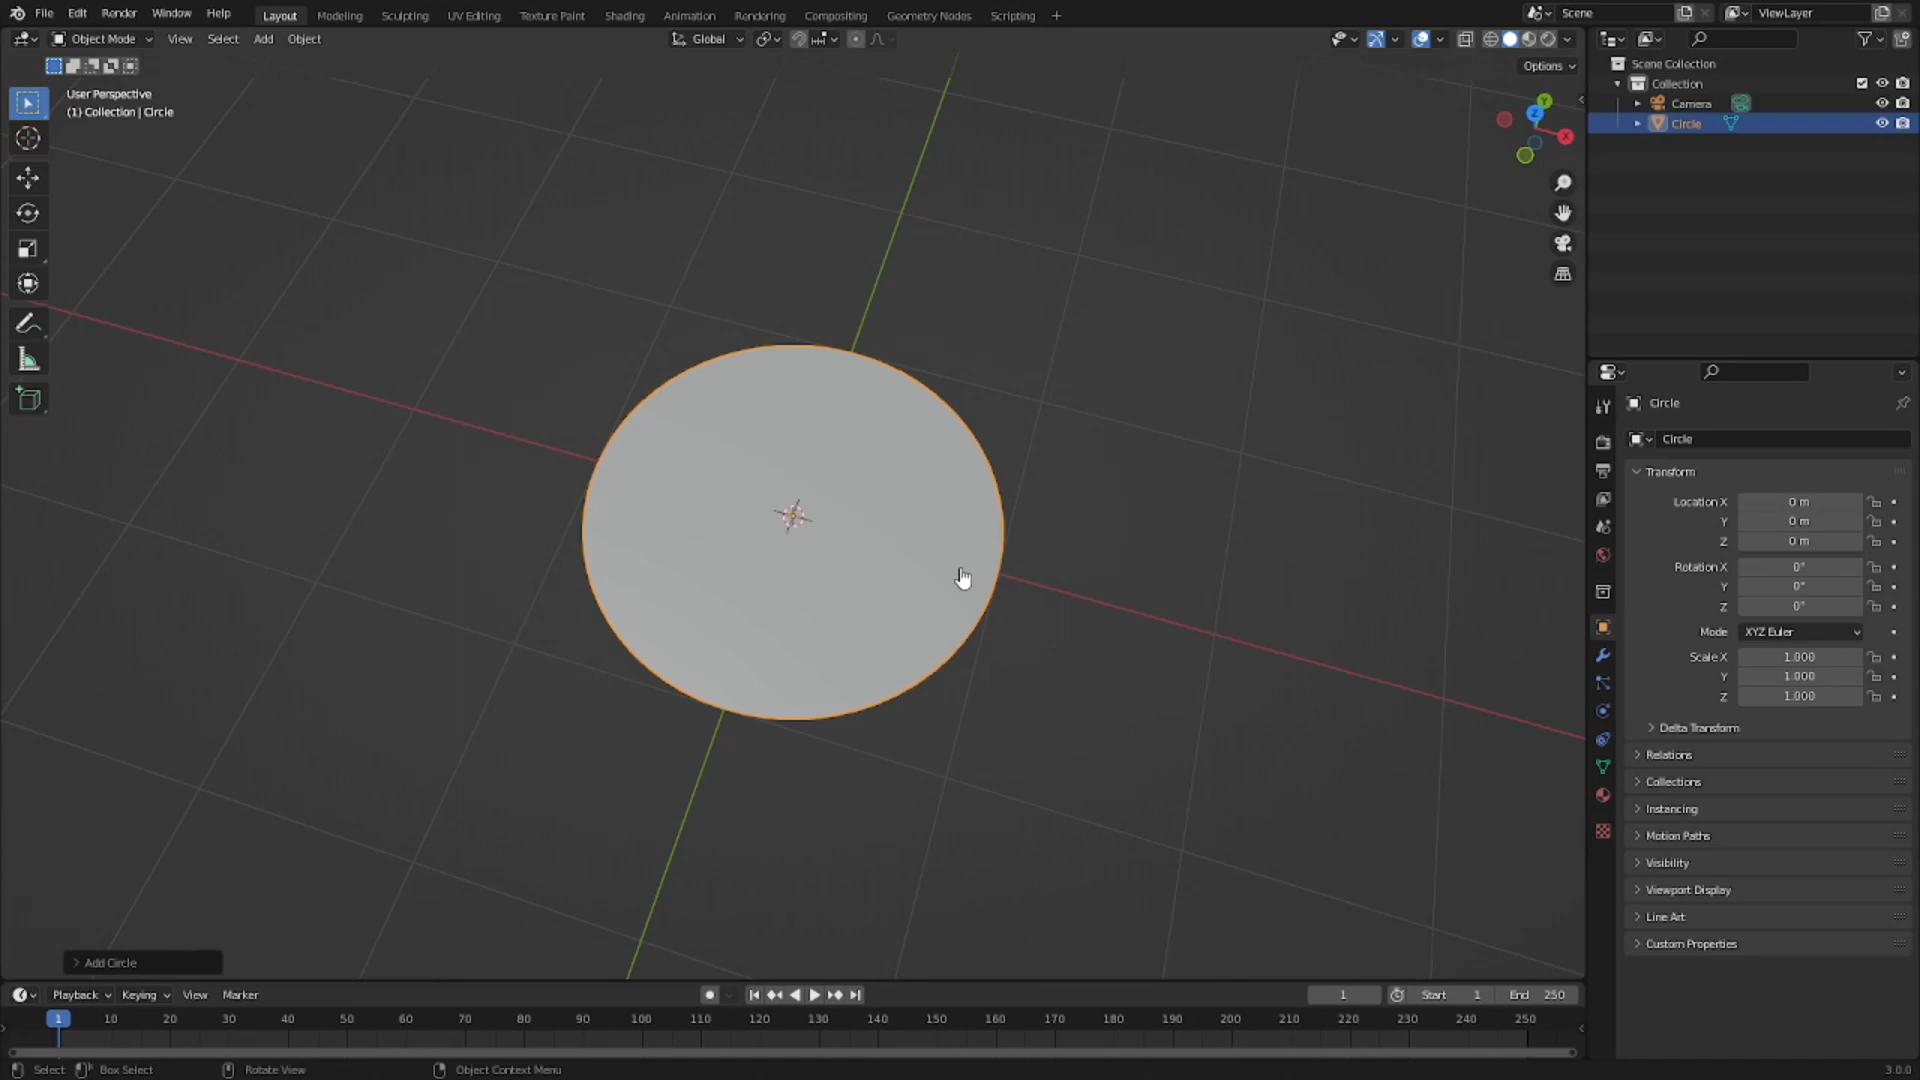 File Edit Render Window Help
Layout Modeling Sculpting UV Editing Texture Paint Shading Animation Rendering Compositing Geometry Nodes Scripting +
Scene
ViewLayer
Object Mode View Select Add Object
Global
Options
User Perspective
(1) Collection | Circle
Y
Z
X
Scene Collection
Collection
Camera
Circle
Circle
Circle
Transform
Location X 0 m
Y 0 m
Z 0 m
Rotation X 0°
Y 0°
Z 0°
Mode XYZ Euler
Scale X 1.000
Y 1.000
Z 1.000
Delta Transform
Relations
Collections
Instancing
Motion Paths
Visibility
Viewport Display
Line Art
Custom Properties
Add Circle
Playback Keying View Marker
1 Start 1 End 250
1 10 20 30 40 50 60 70 80 90 100 110 120 130 140 150 160 170 180 190 200 210 220 230 240 250
Select Box Select Rotate View Object Context Menu 3.0.0